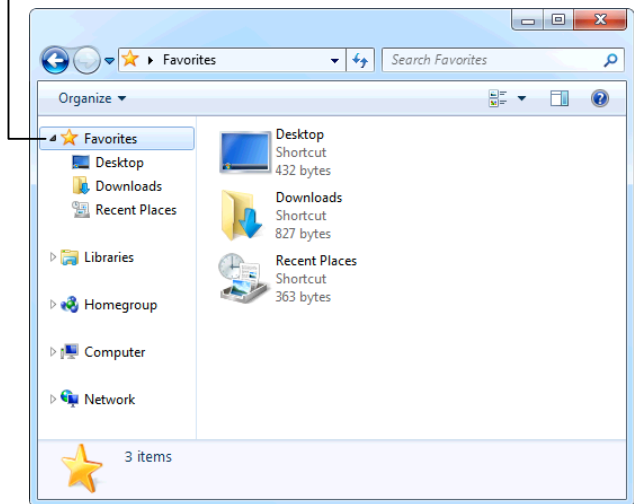 Favorites
Search Favorites
Organize
Favorites
Desktop
Downloads
Recent Places
Libraries
Homegroup
Computer
Network
Desktop
Shortcut
432 bytes
Downloads
Shortcut
827 bytes
Recent Places
Shortcut
363 bytes
3 items